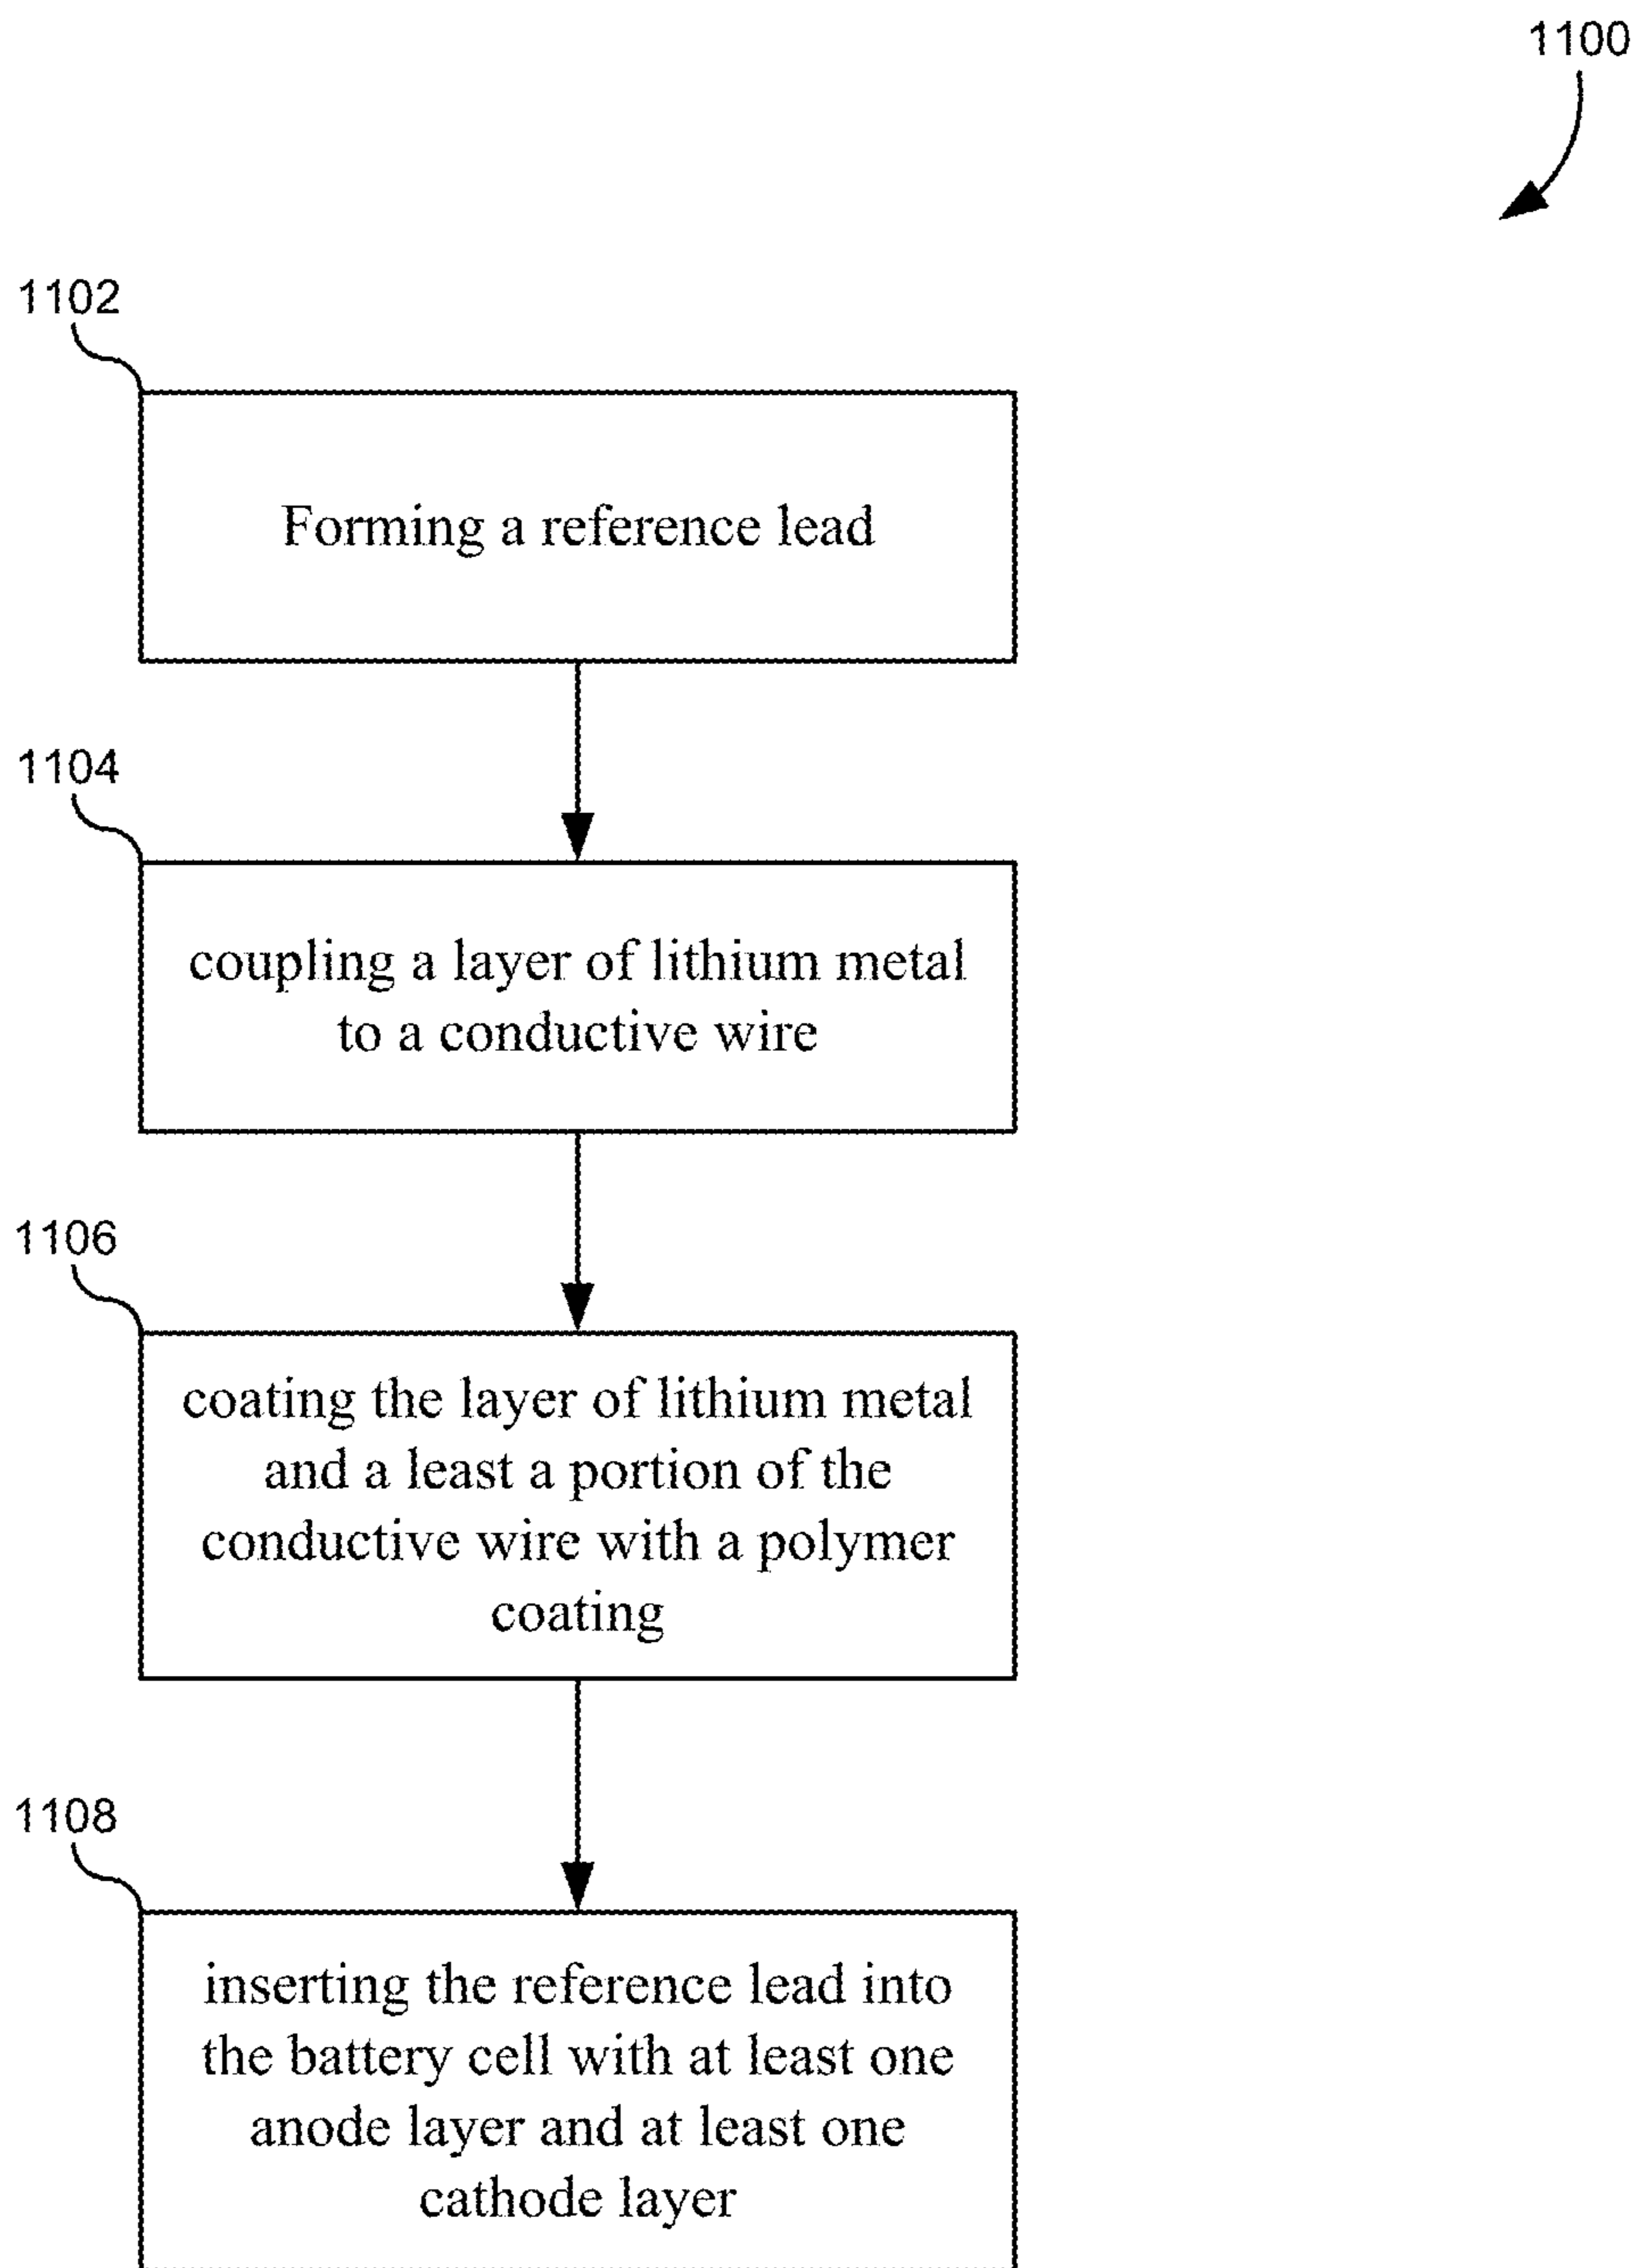 1100
1102
Forming a reference lead
1104
coupling a layer of lithium metal
to a conductive wire
1106
coating the layer of lithium metal
and a least a portion of the
conductive wire with a polymer
coating
1108
inserting the reference lead into
the battery cell with at least one
anode layer and at least one
cathode layer